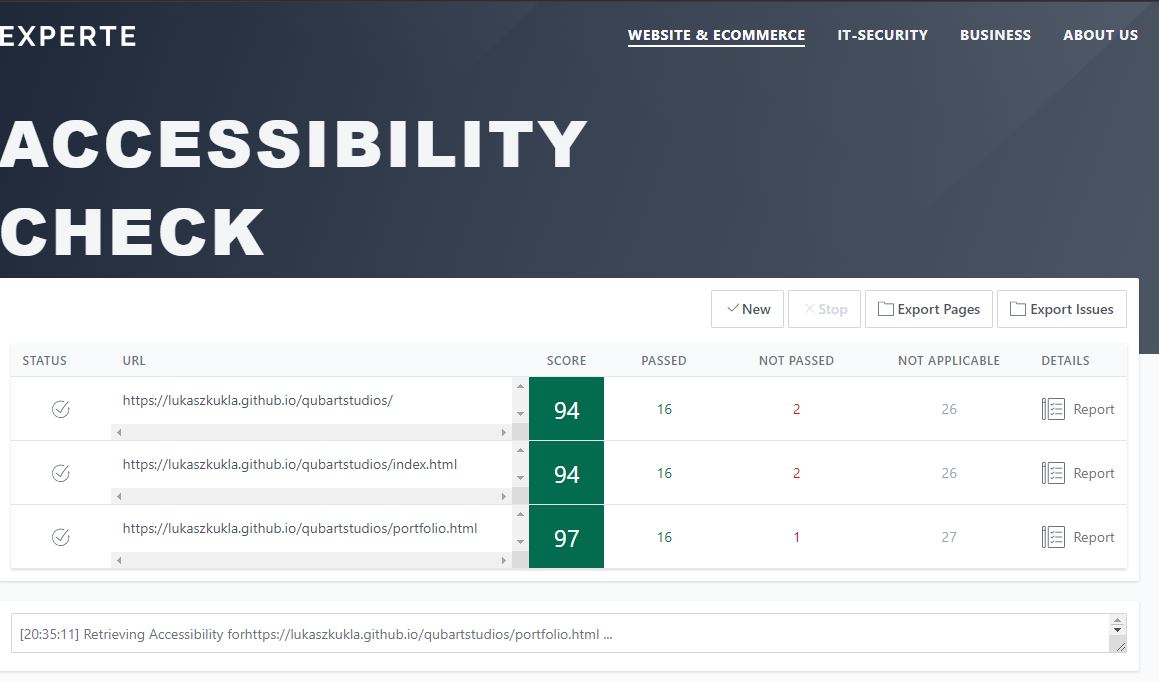 EXPERTE
WEBSITE & ECOMMERCE IT-SECURITY BUSINESS ABOUT US
ACCESSIBILITY
CHECK
New Stop Export Pages Export Issues
STATUS URL SCORE PASSED NOT PASSED NOT APPLICABLE DETAILS
https://lukaszkukla.github.io/qubartstudios/ 94 16 2 26 Report
https://lukaszkukla.github.io/qubartstudios/index.html 94 16 2 26 Report
https://lukaszkukla.github.io/qubartstudios/portfolio.html 97 16 1 27 Report
[20:35:11] Retrieving Accessibility forhttps://lukaszkukla.github.io/qubartstudios/portfolio.html ...